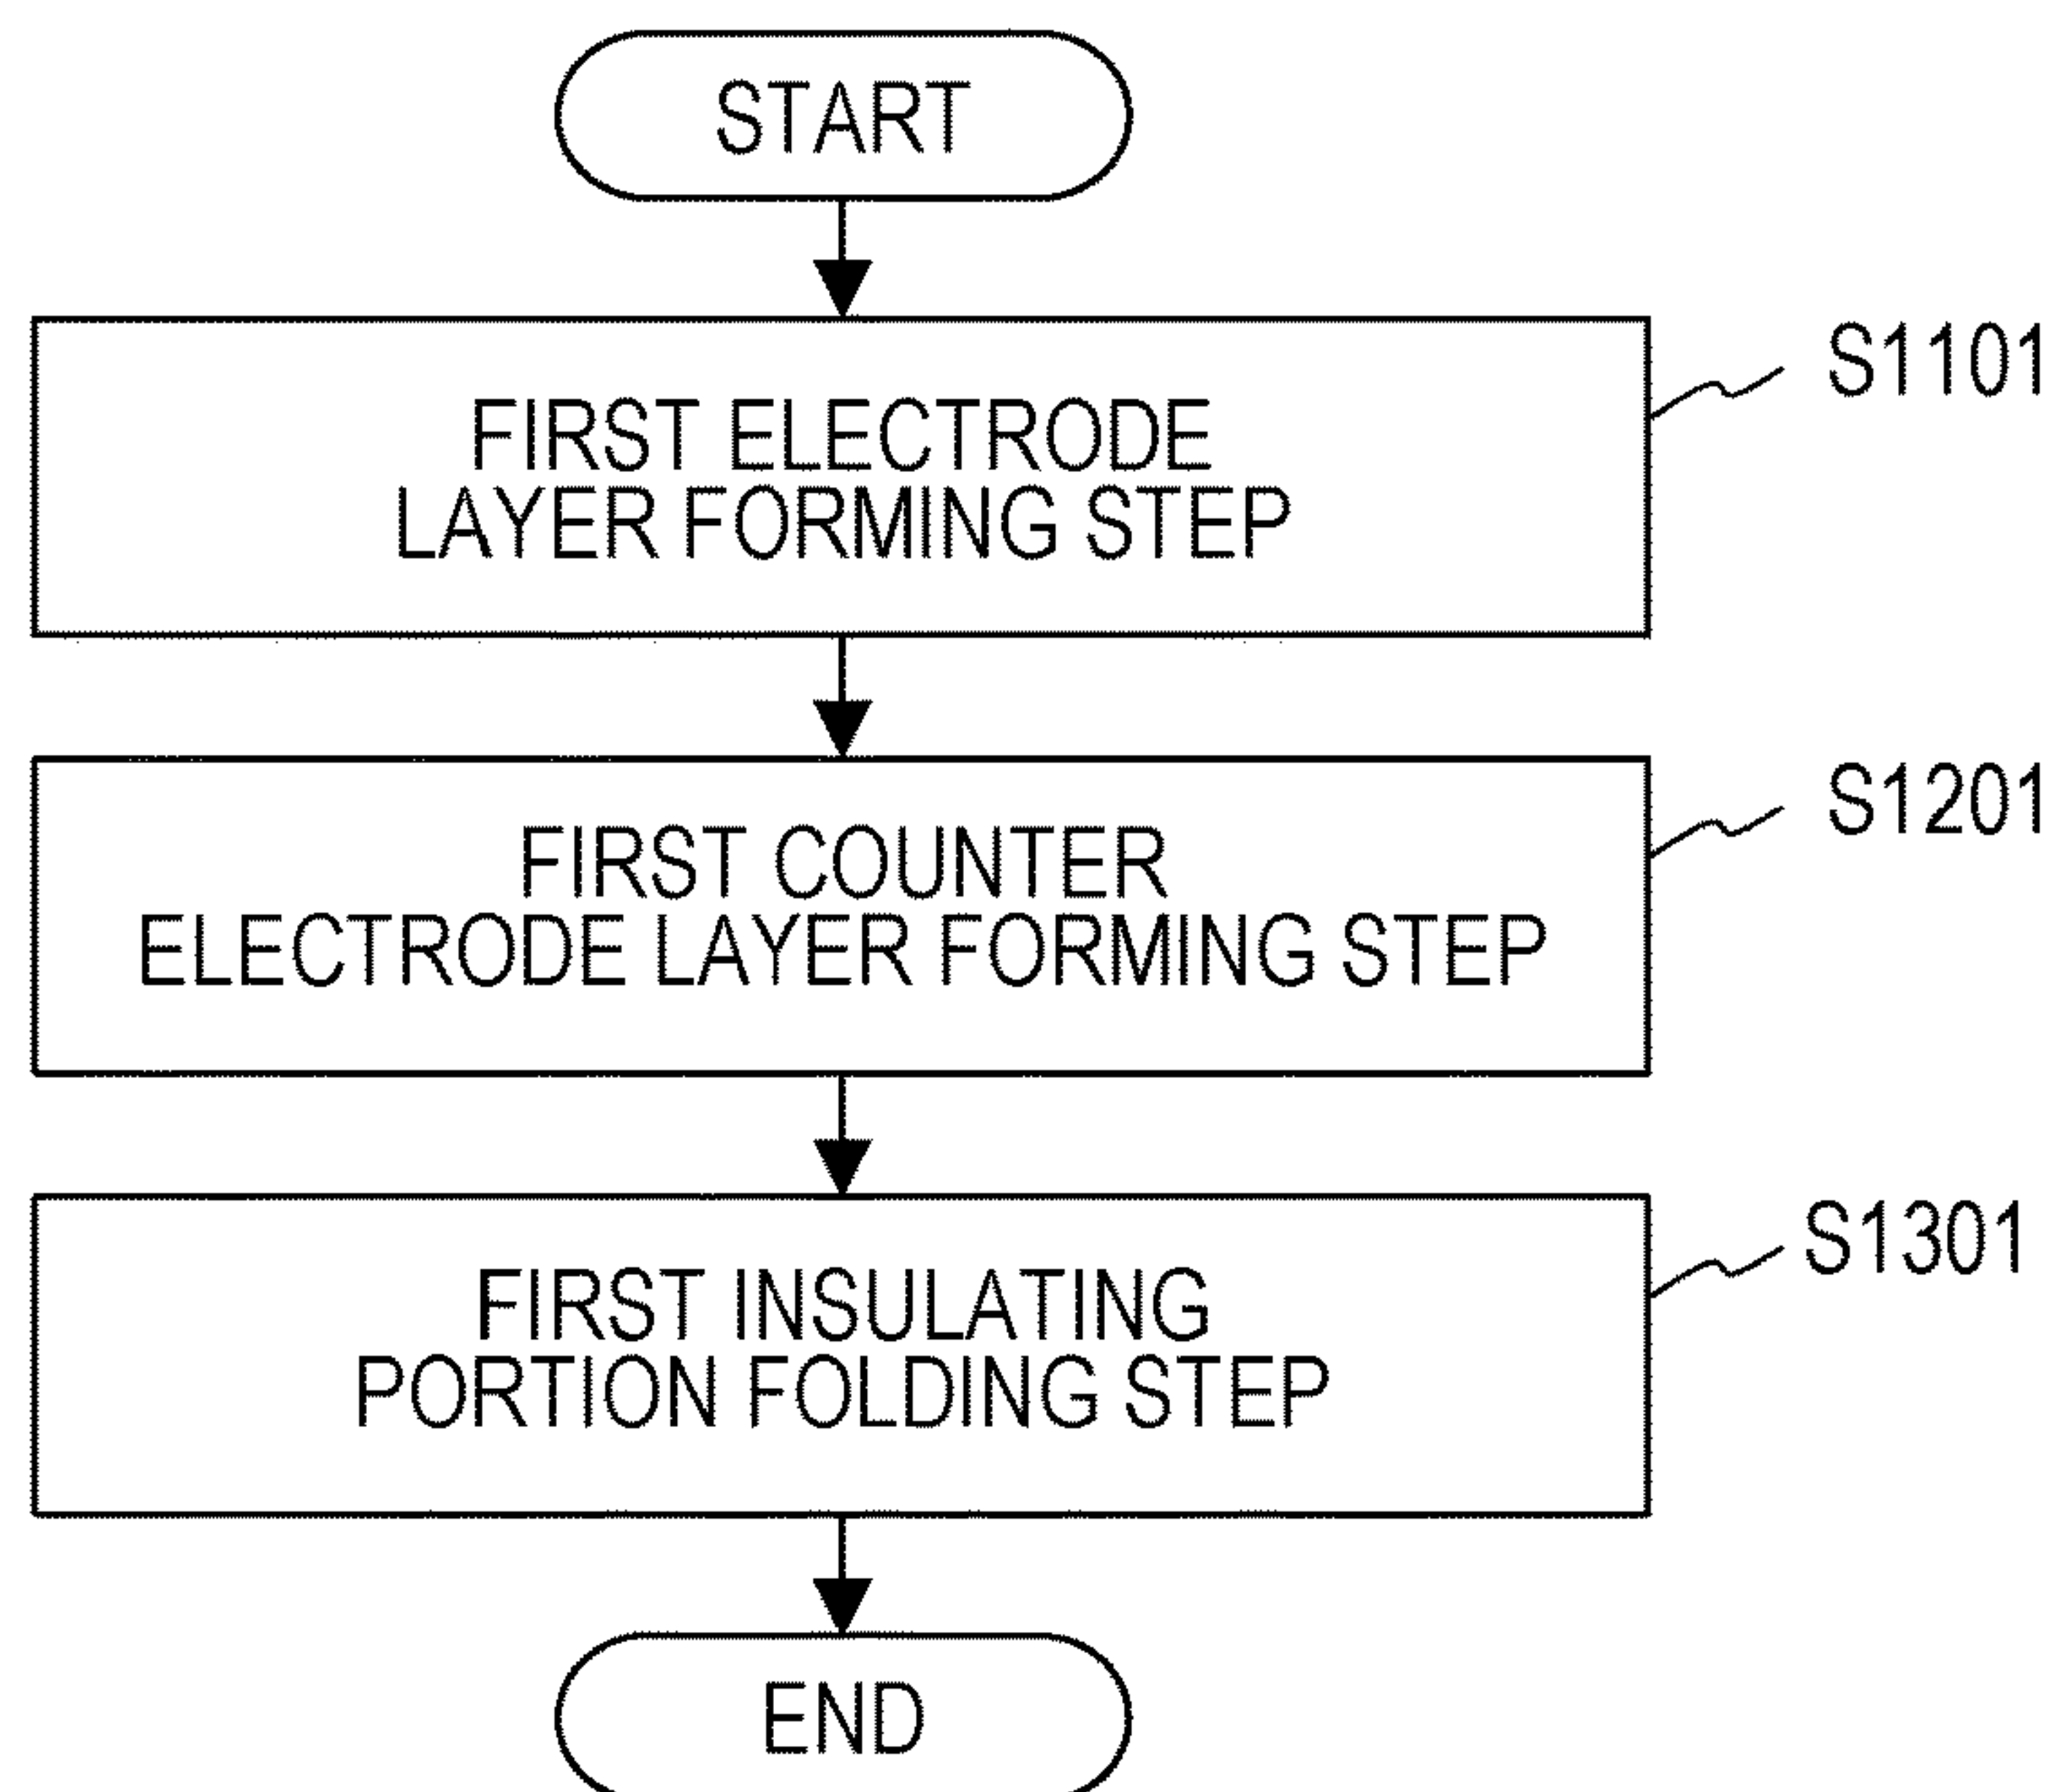 START
FIRST ELECTRODE
LAYER FORMING STEP
S1101
FIRST COUNTER
ELECTRODE LAYER FORMING STEP
S1201
FIRST INSULATING
PORTION FOLDING STEP
S1301
END